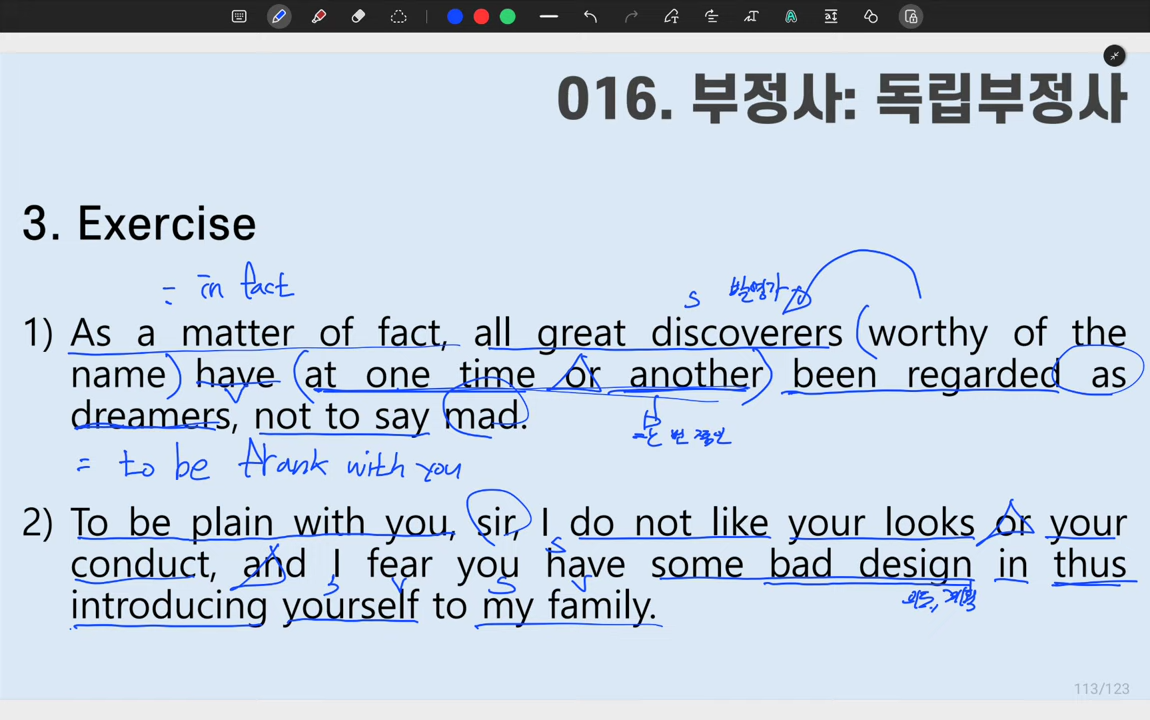 016. 부정사: 독립부정사
3. Exercise
= in fact
s 발명가
1) As a matter of fact, all great discoverers (worthy of the
name) have (at one time or another) been regarded as
v
dreamers, not to say mad.
한 번 쯤은
= to be frank with you
2) To be plain with you, sir, I do not like your looks or your
s
conduct, and I fear you have some bad design in thus
s v s v 의도, 계획
introducing yourself to my family.
113/123